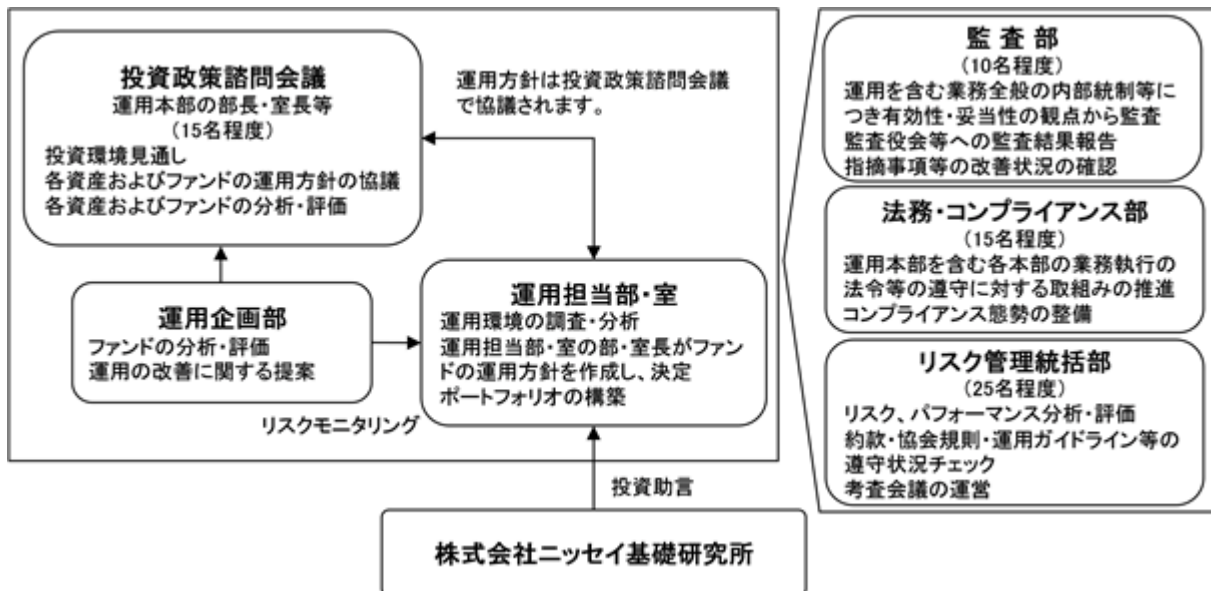 投資政策諮問会議
運用本部の部長・室長等
(15名程度)
投資環境見通し
各資産およびファンドの運用方針の協議
各資産およびファンドの分析・評価
運用方針は投資政策諮問会議
で協議されます。
運用企画部
ファンドの分析・評価
運用の改善に関する提案
リスクモニタリング
運用担当部・室
運用環境の調査・分析
運用担当部・室の部・室長がファン
ドの運用方針を作成し、決定
ポートフォリオの構築
投資助言
株式会社ニッセイ基礎研究所
監 査 部
(10名程度)
運用を含む業務全般の内部統制等に
つき有効性・妥当性の観点から監査
監査役会等への監査結果報告
指摘事項等の改善状況の確認
法務・コンプライアンス部
(15名程度)
運用本部を含む各本部の業務執行の
法令等の遵守に対する取組みの推進
コンプライアンス態勢の整備
リスク管理統括部
(25名程度)
リスク、パフォーマンス分析・評価
約款・協会規則・運用ガイドライン等の
遵守状況チェック
考査会議の運営